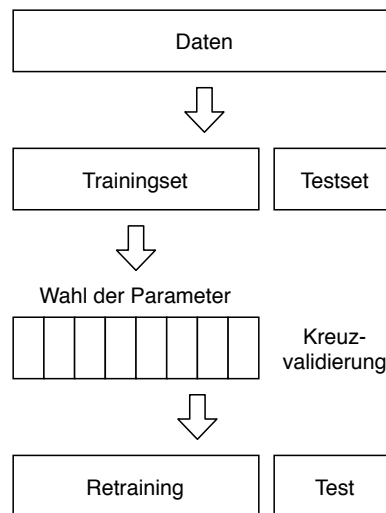 Daten
Trainingset
Testset
Wahl der Parameter
Kreuz-
validierung
Retraining
Test